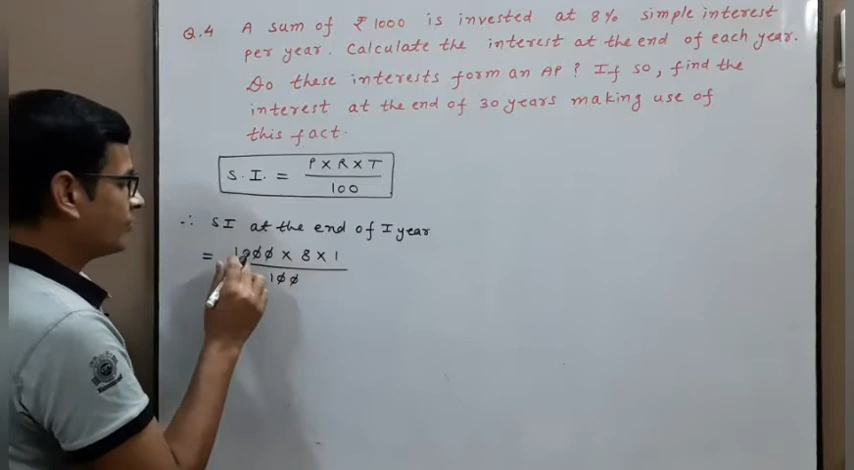 Q.4 A sum of ₹1000 is invested at 8% simple interest
per year. Calculate the interest at the end of each year.
Do these interests form an AP? If so, find the
interest at the end of 30 years making use of
this fact.
S.I. = P×R×T
100
∴ SI at the end of I year
= 1000 × 8 × 1
100